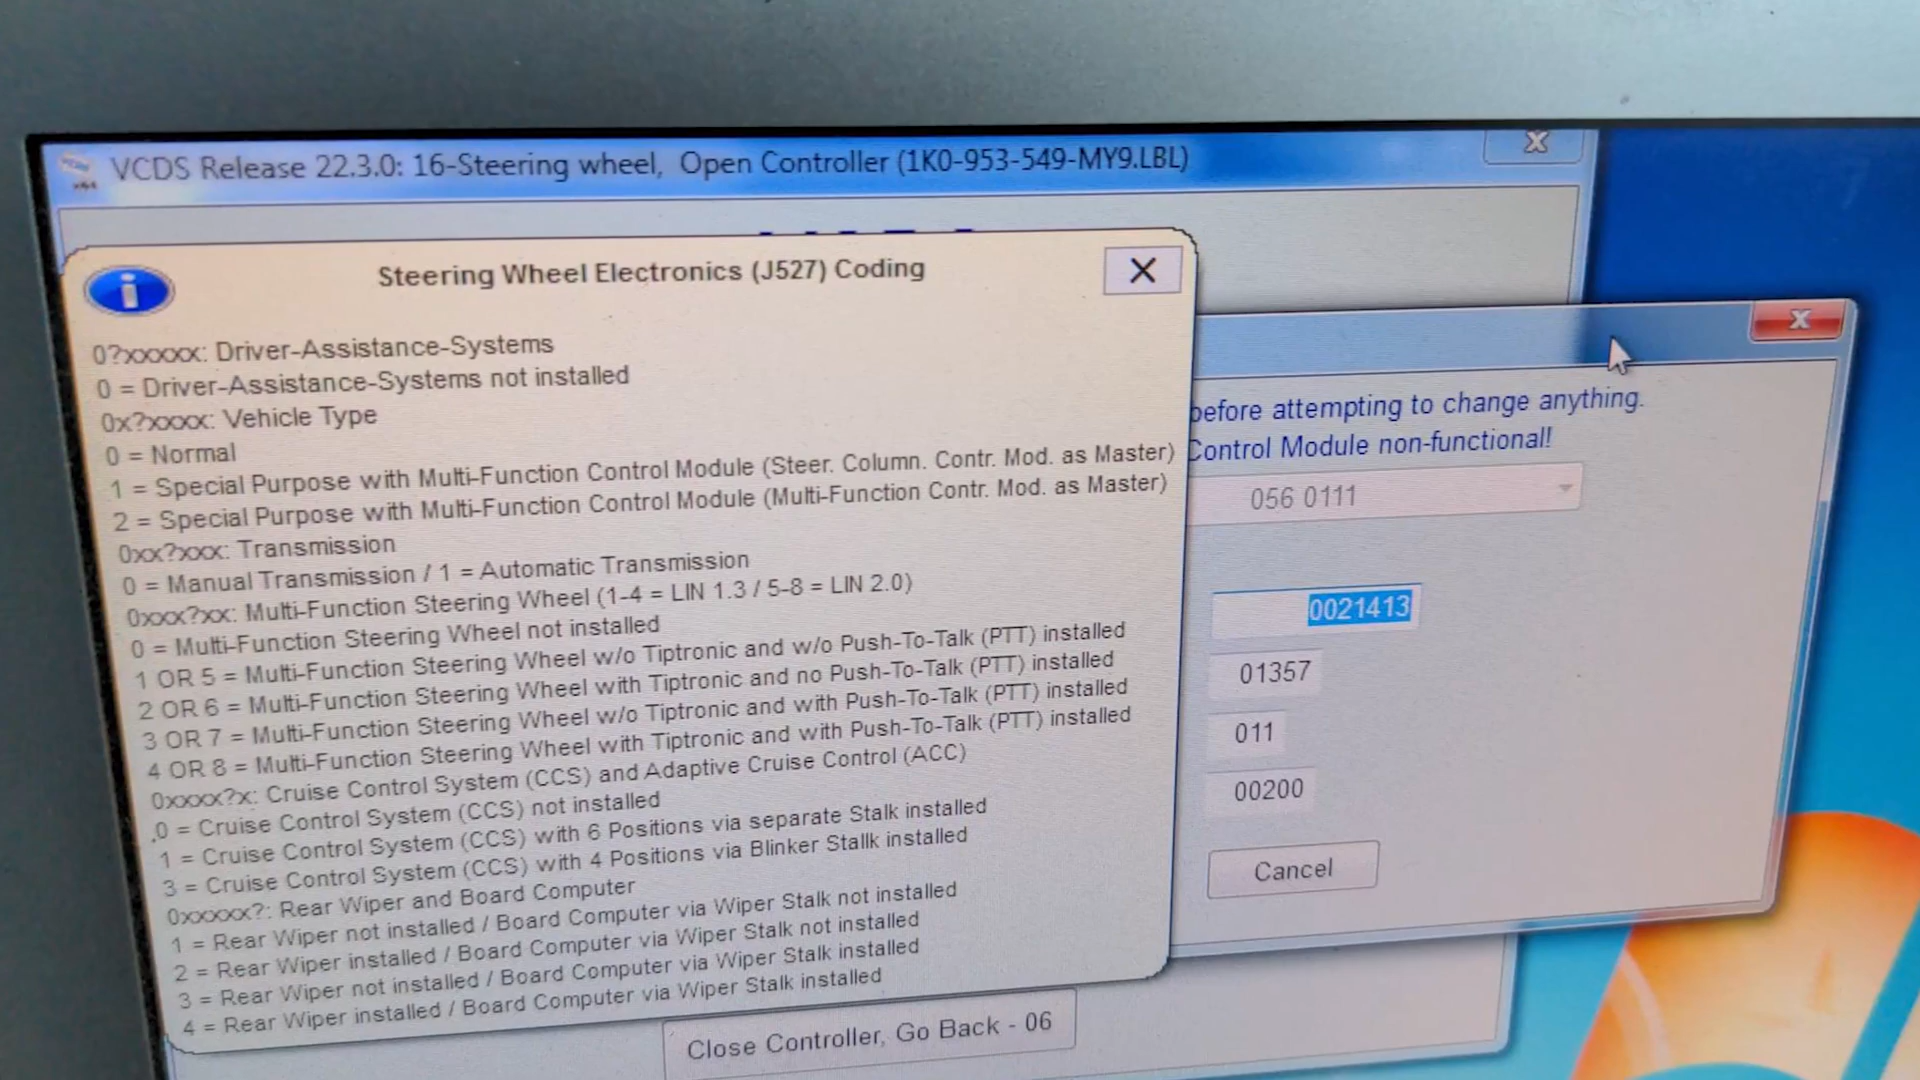 VCDS Release 22.3.0: 16-Steering wheel, Open Controller (1K0-953-549-MY9.LBL)
X
Steering Wheel Electronics (J527) Coding
X
0?xxxxx: Driver-Assistance-Systems
0 = Driver-Assistance-Systems not installed
0x?xxxx: Vehicle Type
0 = Normal
1 = Special Purpose with Multi-Function Control Module (Steer. Column. Contr. Mod. as Master)
2 = Special Purpose with Multi-Function Control Module (Multi-Function Contr. Mod. as Master)
0xx?xxx: Transmission
0 = Manual Transmission / 1 = Automatic Transmission
0xxx?xx: Multi-Function Steering Wheel (1-4 = LIN 1.3 / 5-8 = LIN 2.0)
0 = Multi-Function Steering Wheel not installed
1 OR 5 = Multi-Function Steering Wheel w/o Tiptronic and w/o Push-To-Talk (PTT) installed
2 OR 6 = Multi-Function Steering Wheel with Tiptronic and no Push-To-Talk (PTT) installed
3 OR 7 = Multi-Function Steering Wheel w/o Tiptronic and with Push-To-Talk (PTT) installed
4 OR 8 = Multi-Function Steering Wheel with Tiptronic and with Push-To-Talk (PTT) installed
0xxxx?x: Cruise Control System (CCS) and Adaptive Cruise Control (ACC)
0 = Cruise Control System (CCS) not installed
1 = Cruise Control System (CCS) with 6 Positions via separate Stalk installed
3 = Cruise Control System (CCS) with 4 Positions via Blinker Stallk installed
0xxxxx?: Rear Wiper and Board Computer
1 = Rear Wiper not installed / Board Computer via Wiper Stalk not installed
2 = Rear Wiper installed / Board Computer via Wiper Stalk not installed
3 = Rear Wiper not installed / Board Computer via Wiper Stalk installed
4 = Rear Wiper installed / Board Computer via Wiper Stalk installed
X
before attempting to change anything.
Control Module non-functional!
056 0111
0021413
01357
011
00200
Cancel
Close Controller, Go Back - 06